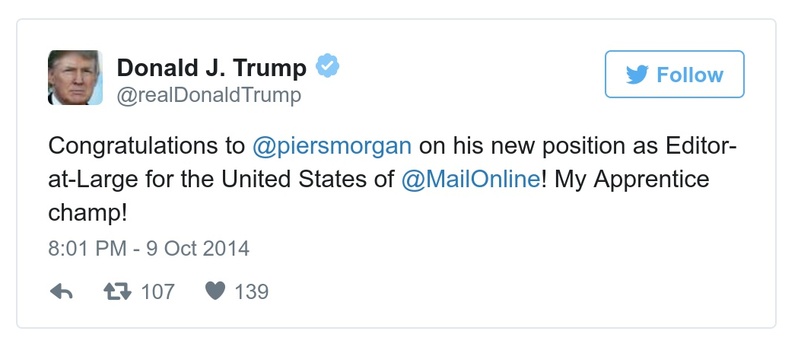 Donald J. Trump
@realDonaldTrump
Follow
Congratulations to @piersmorgan on his new position as Editor-
at-Large for the United States of @MailOnline! My Apprentice
champ!
8:01 PM - 9 Oct 2014
107 139